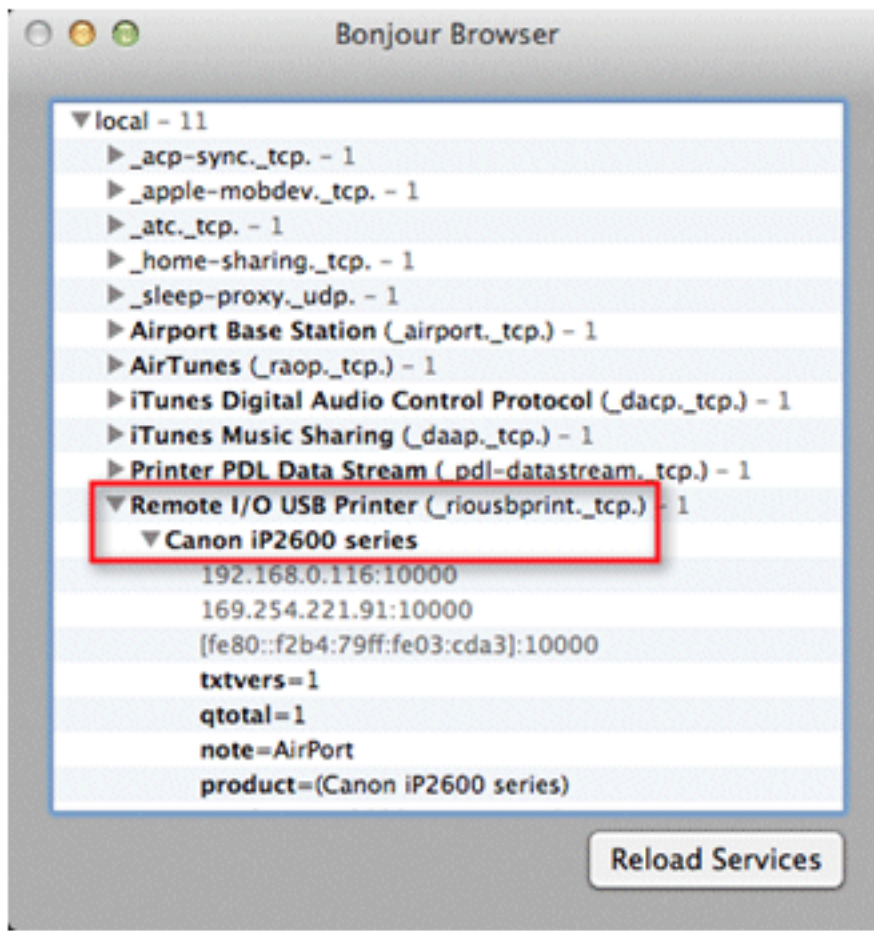 Bonjour Browser
local – 11
_acp-sync._tcp. – 1
_apple-mobdev._tcp. – 1
_atc._tcp. – 1
_home-sharing._tcp. – 1
_sleep-proxy._udp. – 1
Airport Base Station (_airport._tcp.) – 1
AirTunes (_raop._tcp.) – 1
iTunes Digital Audio Control Protocol (_dacp._tcp.) – 1
iTunes Music Sharing (_daap._tcp.) – 1
Printer PDL Data Stream (_pdl-datastream._tcp.) – 1
Remote I/O USB Printer (_riousbprint._tcp.) – 1
Canon iP2600 series
192.168.0.116:10000
169.254.221.91:10000
[fe80::f2b4:79ff:fe03:cda3]:10000
txtvers=1
qtotal=1
note=AirPort
product=(Canon iP2600 series)
Reload Services